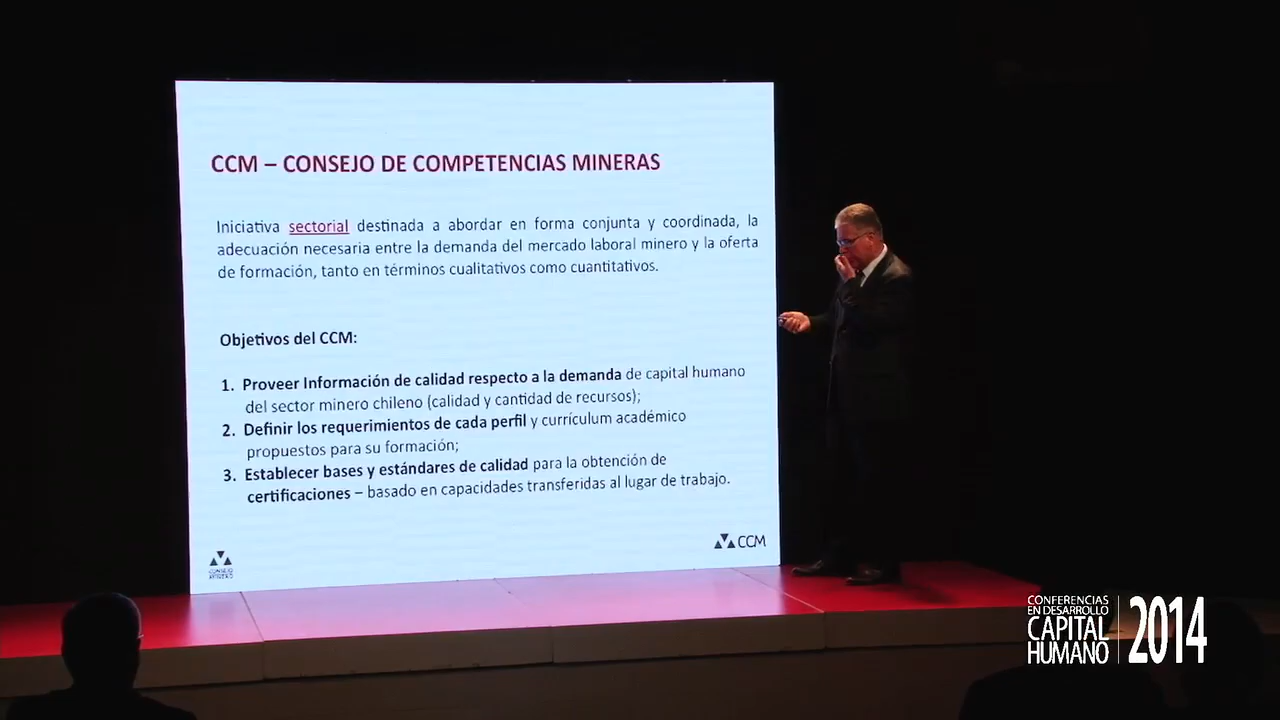 CCM – CONSEJO DE COMPETENCIAS MINERAS
Iniciativa sectorial destinada a abordar en forma conjunta y coordinada, la
adecuación necesaria entre la demanda del mercado laboral minero y la oferta
de formación, tanto en términos cualitativos como cuantitativos.
Objetivos del CCM:
1. Proveer Información de calidad respecto a la demanda de capital humano
del sector minero chileno (calidad y cantidad de recursos);
2. Definir los requerimientos de cada perfil y currículum académico
propuestos para su formación;
3. Establecer bases y estándares de calidad para la obtención de
certificaciones – basado en capacidades transferidas al lugar de trabajo.
CONSEJO
MINERO
CCM
CONFERENCIAS
EN DESARROLLO
CAPITAL
HUMANO
2014